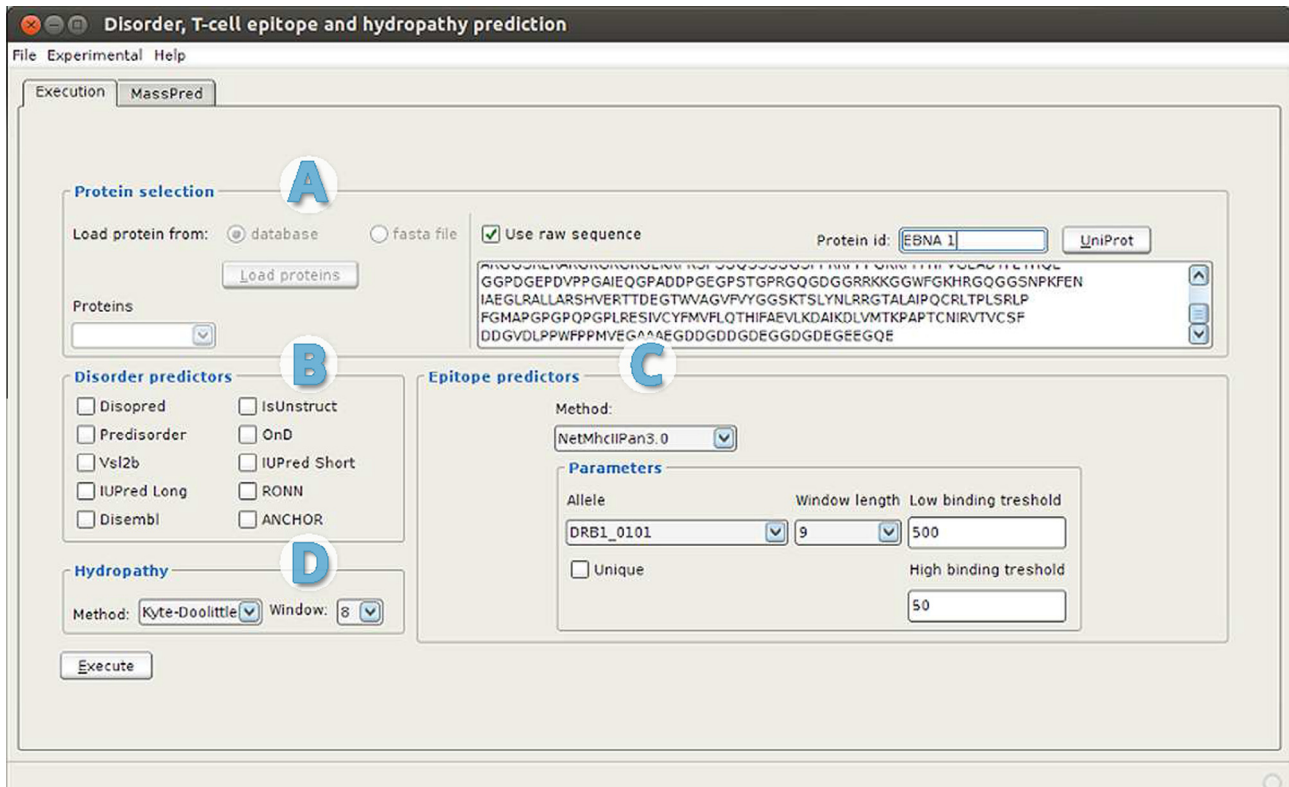 Disorder, T-cell epitope and hydropathy prediction
File Experimental Help
Execution MassPred
A
Protein selection
Load protein from: database fasta file Use raw sequence Protein id: EBNA 1 UniProt
Load proteins
GGPDGEPDVPPGAIEQGPADDPGEGPSTGPRGQGDGGRRKKGGWFGKHRGQGGSNPKFEN
Proteins IAEGLRALLARSHVERTTDEGTWVAGVFVYGGSKTSLYNLRRGTALAIPQCRLTPLSRLP
FGMAPGPGPQPGPLRESIVCYFMVFLQTHIFAEVLKDAIKDLVMTKPAPTCNIRVTVCSF
DDGVDLPPWFPPMVEGAAAEGDDGDDGDEGGDGDEGEEGQE
B C
Disorder predictors Epitope predictors
Disopred IsUnstruct Method:
Predisorder OnD NetMhcIIPan3.0
Vsl2b IUPred Short Parameters
IUPred Long RONN Allele Window length Low binding treshold
Disembl ANCHOR DRB1_0101 9 500
D
Hydropathy Unique High binding treshold
Method: Kyte-Doolittle Window: 8 50
Execute